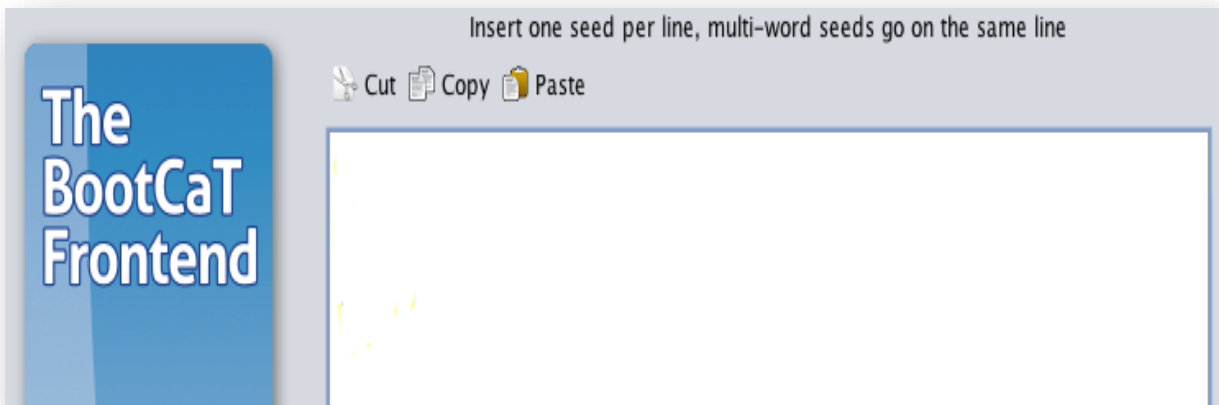 Insert one seed per line, multi-word seeds go on the same line
Cut Copy Paste
The
BootCaT
Frontend